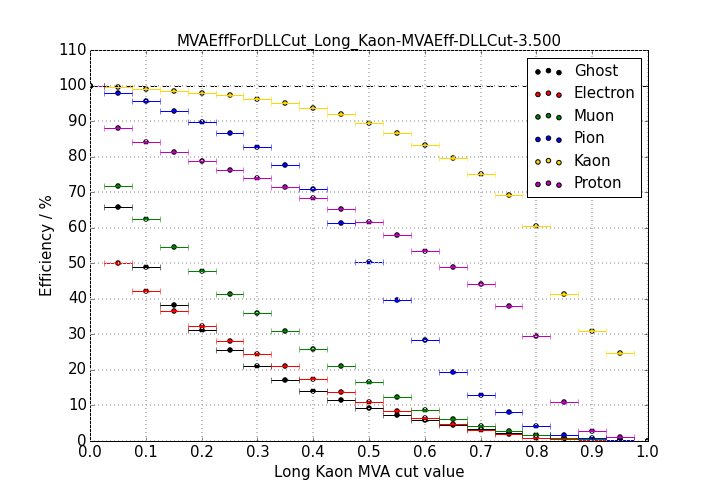 MVAEffForDLLCut_Long_Kaon-MVAEff-DLLCut-3.500
110
100
90
80
70
60
50
40
30
20
10
0
Efficiency / %
Ghost
Electron
Muon
Pion
Kaon
Proton
0.0 0.1 0.2 0.3 0.4 0.5 0.6 0.7 0.8 0.9 1.0
Long Kaon MVA cut value